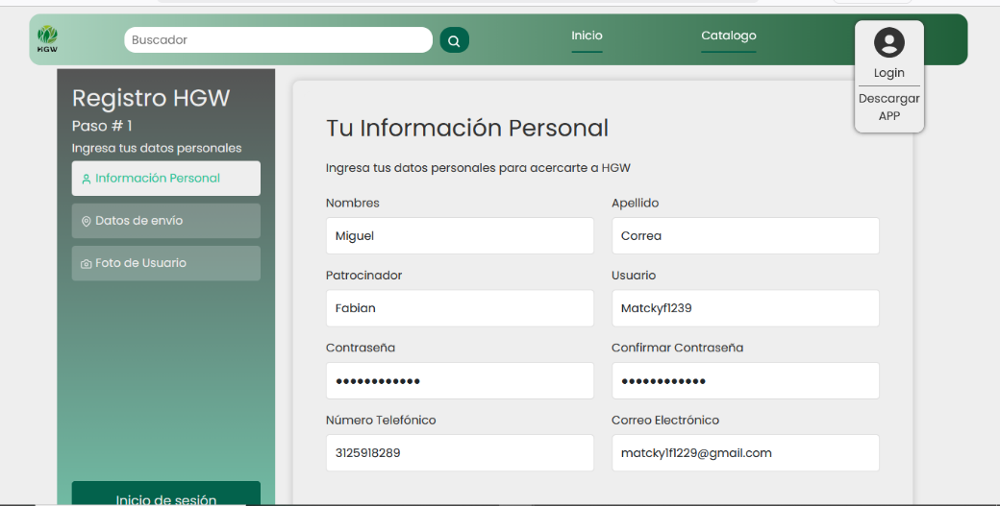 HGW
Buscador
Inicio
Catalogo
Login
Descargar
APP
Registro HGW
Paso # 1
Ingresa tus datos personales
Información Personal
Datos de envío
Foto de Usuario
Inicio de sesión
Tu Información Personal
Ingresa tus datos personales para acercarte a HGW
Nombres
Apellido
Miguel
Correa
Patrocinador
Usuario
Fabian
Matckyf1239
Contraseña
Confirmar Contraseña
••••••••••••
••••••••••••
Número Telefónico
Correo Electrónico
3125918289
matcky1f1229@gmail.com